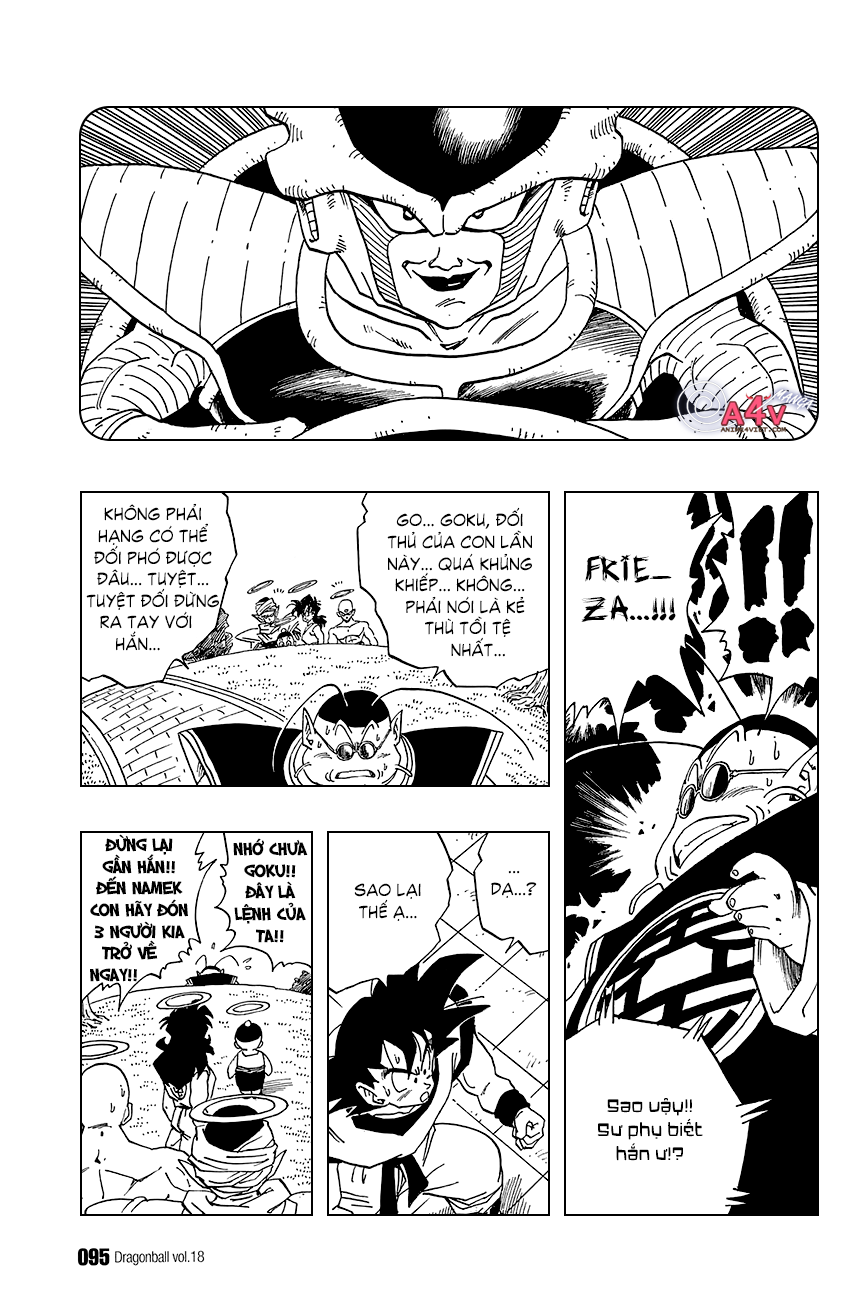 A4V
ANIME4VIET.COM
FRIE_
ZA...!!!
!!
Sao vậy!!
Sư phụ biết
hắn ư!?
GO... GOKU, ĐỐI
THỦ CỦA CON LẦN
NÀY... QUÁ KHỦNG
KHIẾP... KHÔNG...
PHẢI NÓI LÀ KẺ
THÙ TỒI TỆ
NHẤT...
KHÔNG PHẢI
HẠNG CÓ THỂ
ĐỐI PHÓ ĐƯỢC
ĐÂU... TUYỆT...
TUYỆT ĐỐI ĐỪNG
RA TAY VỚI
HẮN...
...
DẠ...?
SAO LẠI
THẾ Ạ...
NHỚ CHƯA
GOKU!!
ĐÂY LÀ
LỆNH CỦA
TA!!
ĐỪNG LẠI
GẦN HẮN!!
ĐẾN NAMEK
CON HÃY ĐÓN
3 NGƯỜI KIA
TRỞ VỀ
NGAY!!
095 Dragonball vol.18